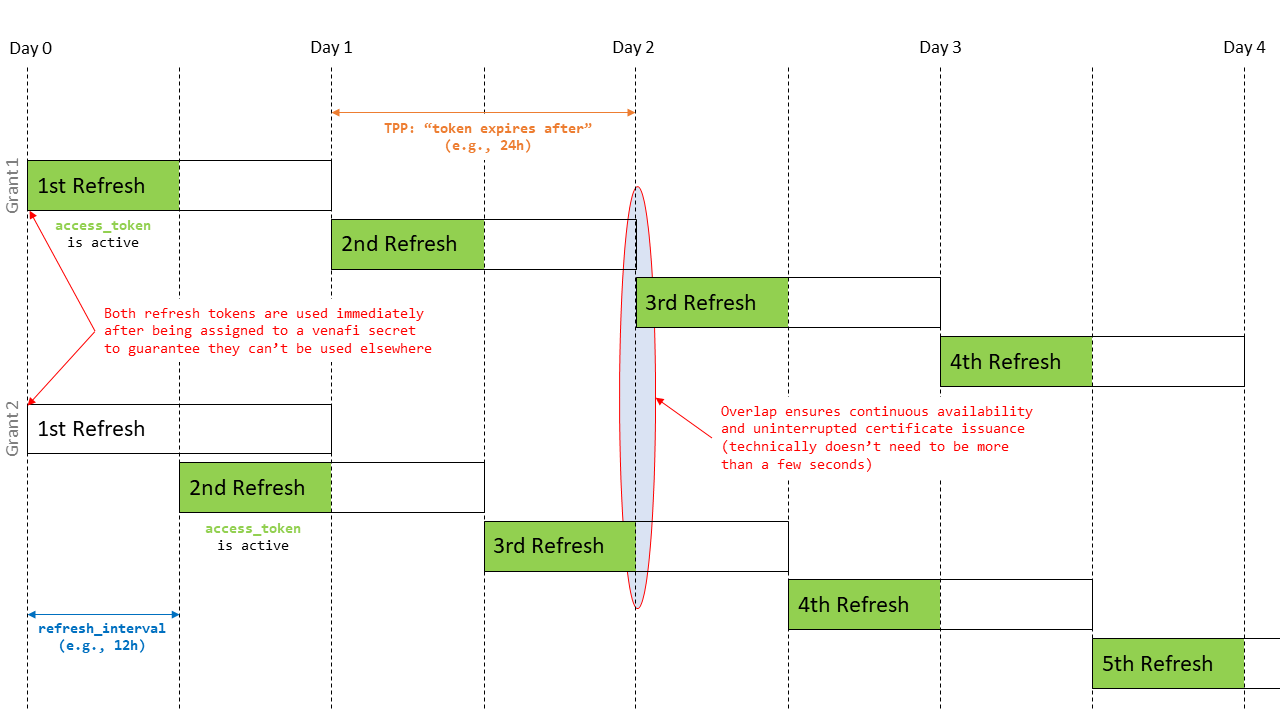 Day 0
Day 1
Day 2
Day 3
Day 4
TPP: “token expires after”
(e.g., 24h)
Grant 1
1st Refresh
access_token
is active
2nd Refresh
3rd Refresh
Both refresh tokens are used immediately
after being assigned to a venafi secret
to guarantee they can’t be used elsewhere
4th Refresh
Grant 2
1st Refresh
Overlap ensures continuous availability
and uninterrupted certificate issuance
(technically doesn’t need to be more
than a few seconds)
2nd Refresh
access_token
is active
3rd Refresh
4th Refresh
refresh_interval
(e.g., 12h)
5th Refresh